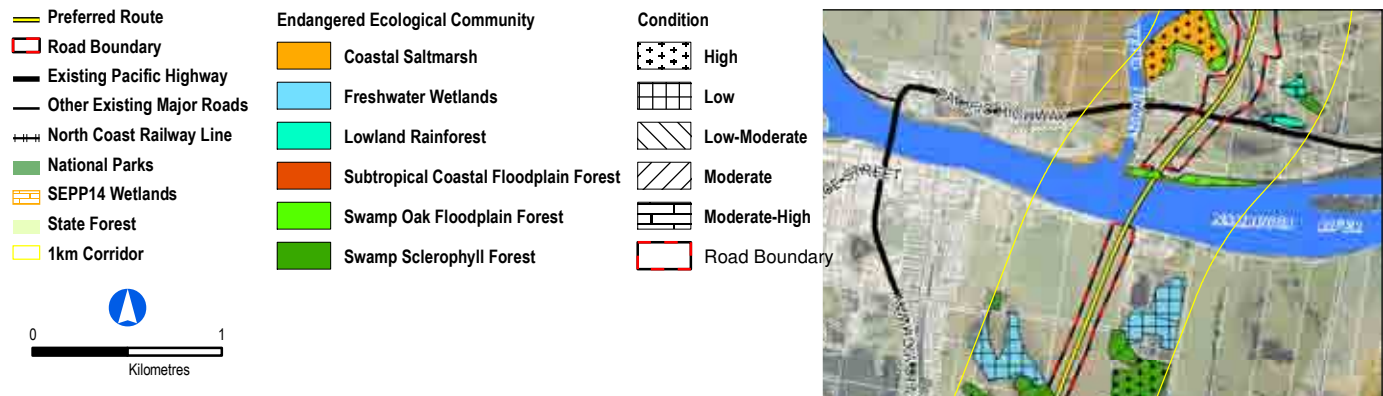 Preferred Route
Road Boundary
Existing Pacific Highway
Other Existing Major Roads
North Coast Railway Line
National Parks
SEPP14 Wetlands
State Forest
1km Corridor
0 1
Kilometres
Endangered Ecological Community
Coastal Saltmarsh
Freshwater Wetlands
Lowland Rainforest
Subtropical Coastal Floodplain Forest
Swamp Oak Floodplain Forest
Swamp Sclerophyll Forest
Condition
High
Low
Low-Moderate
Moderate
Moderate-High
Road Boundary
PACIFIC HIGHWAY
STREET